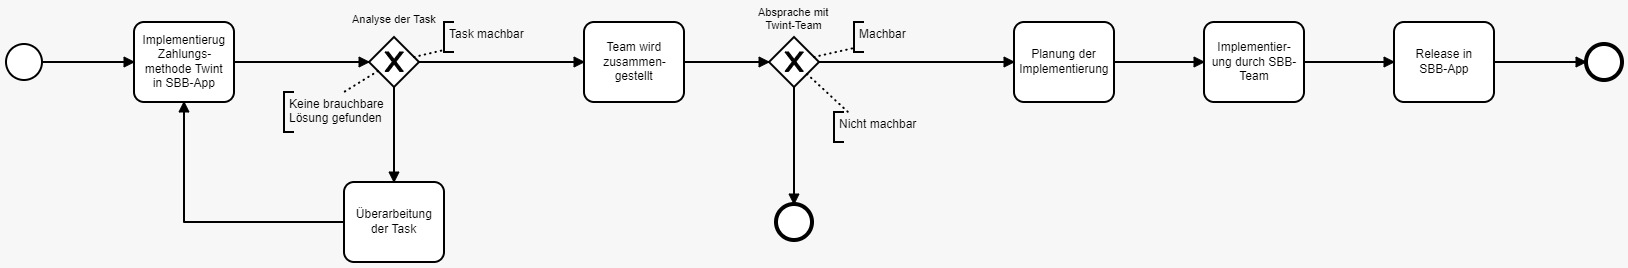 Implementierug
Zahlungs-
methode Twint
in SBB-App
Analyse der Task
Task machbar
Keine brauchbare
Lösung gefunden
Überarbeitung
der Task
Team wird
zusammen-
gestellt
Absprache mit
Twint-Team
Machbar
Nicht machbar
Planung der
Implementierung
Implementier-
ung durch SBB-
Team
Release in
SBB-App